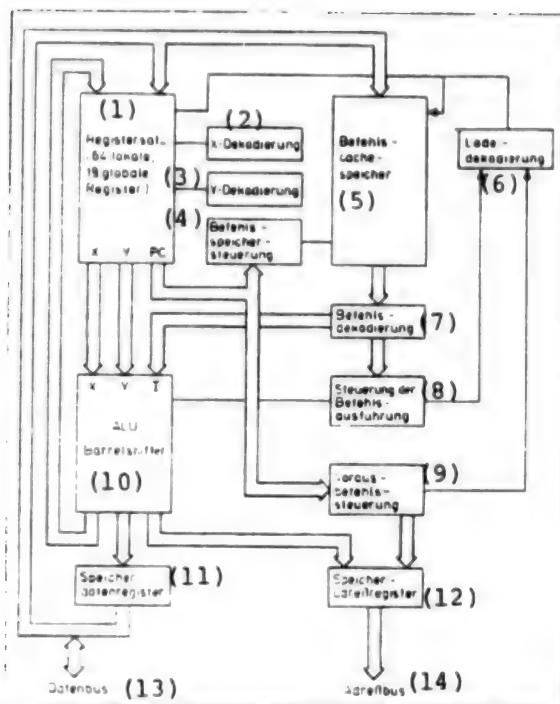 (1)
Registersatz
(64 lokale,
19 globale
Register)
X Y PC
(2)
X-Dekodierung
(3)
Y-Dekodierung
(4)
Befehls-
speicher-
steuerung
Befehls-
cache-
speicher
(5)
Lade-
dekodierung
(6)
Befehls-
dekodierung
(7)
Steuerung der
Befehls-
ausführung
(8)
X Y I
ALU
Barrelshifter
(10)
Voraus-
befehls-
steuerung
(9)
Speicher
datenregister
(11)
Speicher-
adreßregister
(12)
Datenbus (13)
Adreßbus (14)